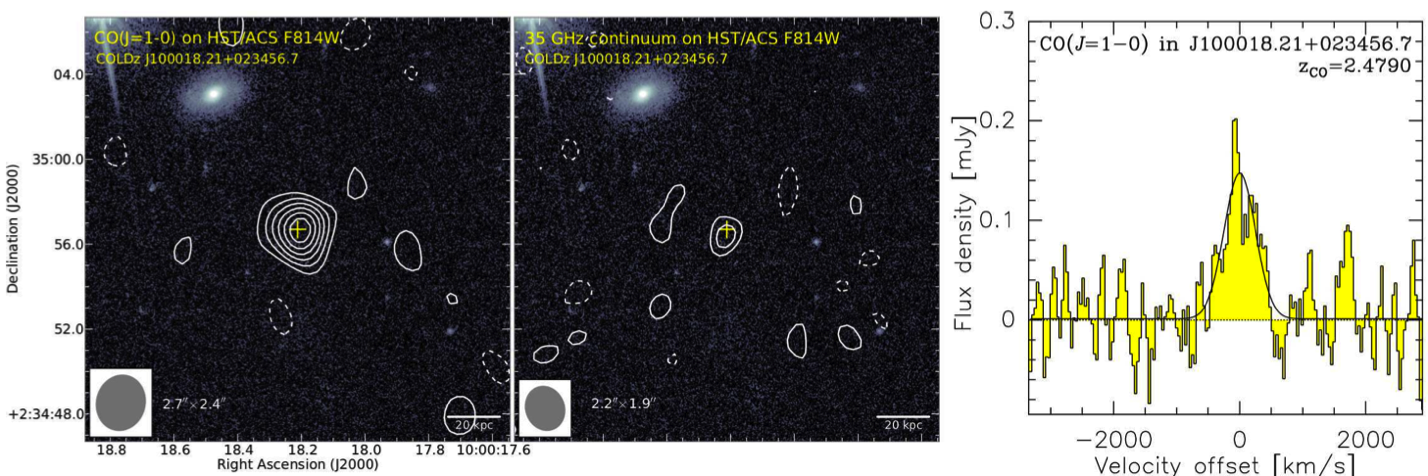 CO(J=1-0) on HST/ACS F814W
COLDz J100018.21+023456.7
04.0
35:00.0
56.0
52.0
+2:34:48.0
Declination (J2000)
2.7"×2.4"
20 kpc
18.8 18.6 18.4 18.2 18.0 17.8 10:00:17.6
Right Ascension (J2000)
35 GHz continuum on HST/ACS F814W
COLDz J100018.21+023456.7
2.2"×1.9"
20 kpc
CO(J=1−0) in J100018.21+023456.7
z_CO=2.4790
0.3
0.2
0.1
0
Flux density [mJy]
−2000 0 2000
Velocity offset [km/s]